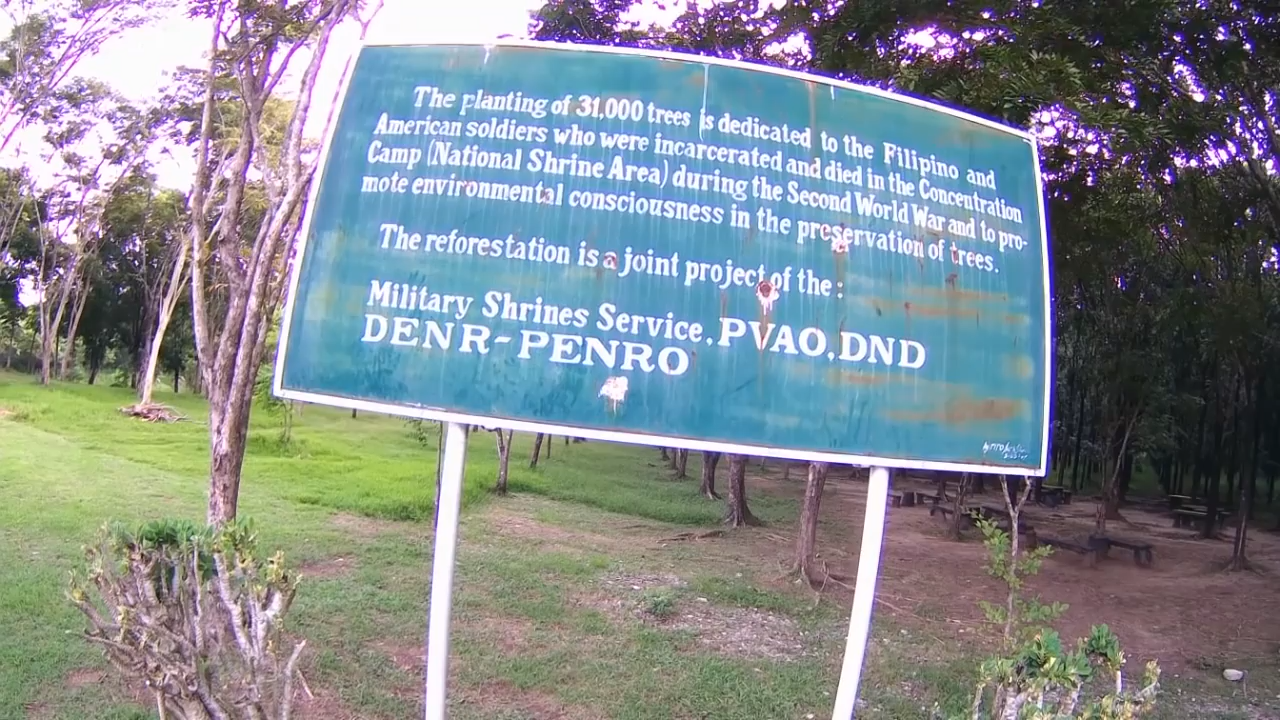 The planting of 31,000 trees is dedicated to the Filipino and
American soldiers who were incarcerated and died in the Concentration
Camp (National Shrine Area) during the Second World War and to pro-
mote environmental consciousness in the preservation of trees.
The reforestation is a joint project of the :
Military Shrines Service, PVAO, DND
DENR-PENRO